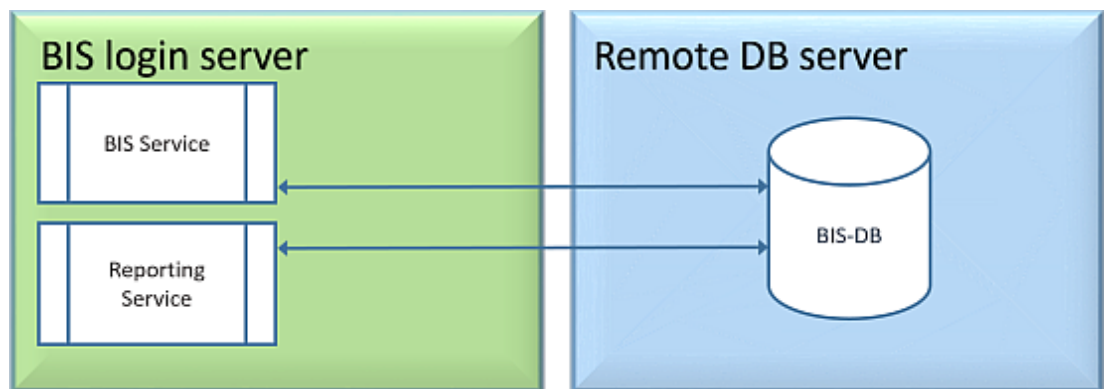 BIS login server
BIS Service
Reporting
Service
Remote DB server
BIS-DB